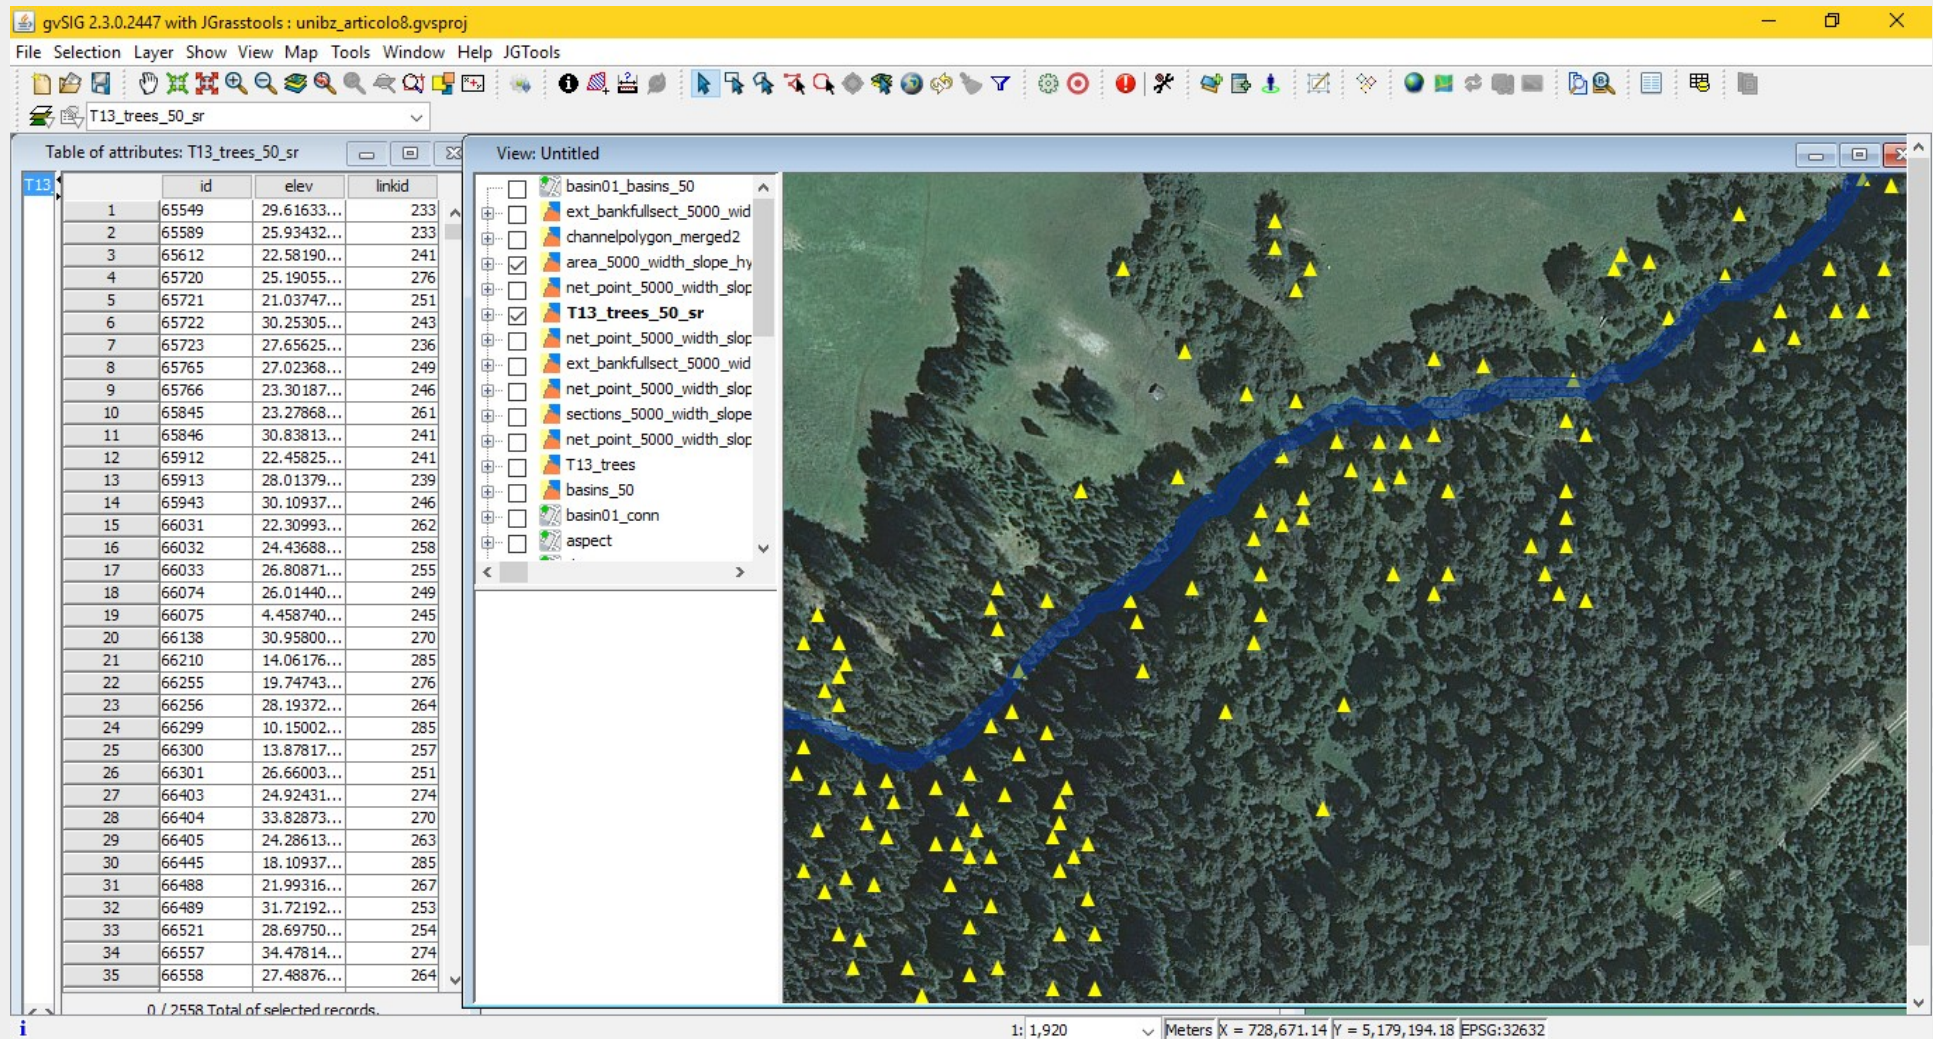 gvSIG 2.3.0.2447 with JGrasstools : unibz_articolo8.gvsproj
File Selection Layer Show View Map Tools Window Help JGTools
T13_trees_50_sr
Table of attributes: T13_trees_50_sr
T13
id elev linkid
1 65549 29.61633... 233
2 65589 25.93432... 233
3 65612 22.58190... 241
4 65720 25.19055... 276
5 65721 21.03747... 251
6 65722 30.25305... 243
7 65723 27.65625... 236
8 65765 27.02368... 249
9 65766 23.30187... 246
10 65845 23.27868... 261
11 65846 30.83813... 241
12 65912 22.45825... 241
13 65913 28.01379... 239
14 65943 30.10937... 246
15 66031 22.30993... 262
16 66032 24.43688... 258
17 66033 26.80871... 255
18 66074 26.01440... 249
19 66075 4.458740... 245
20 66138 30.95800... 270
21 66210 14.06176... 285
22 66255 19.74743... 276
23 66256 28.19372... 264
24 66299 10.15002... 285
25 66300 13.87817... 257
26 66301 26.66003... 251
27 66403 24.92431... 274
28 66404 33.82873... 270
29 66405 24.28613... 263
30 66445 18.10937... 285
31 66488 21.99316... 267
32 66489 31.72192... 253
33 66521 28.69750... 254
34 66557 34.47814... 274
35 66558 27.48876... 264
0 / 2558 Total of selected records.
View: Untitled
basin01_basins_50
ext_bankfullsect_5000_wid
channelpolygon_merged2
area_5000_width_slope_hy
net_point_5000_width_slop
T13_trees_50_sr
net_point_5000_width_slop
ext_bankfullsect_5000_wid
net_point_5000_width_slop
sections_5000_width_slope
net_point_5000_width_slop
T13_trees
basins_50
basin01_conn
aspect
1: 1,920 Meters X = 728,671.14 Y = 5,179,194.18 EPSG:32632